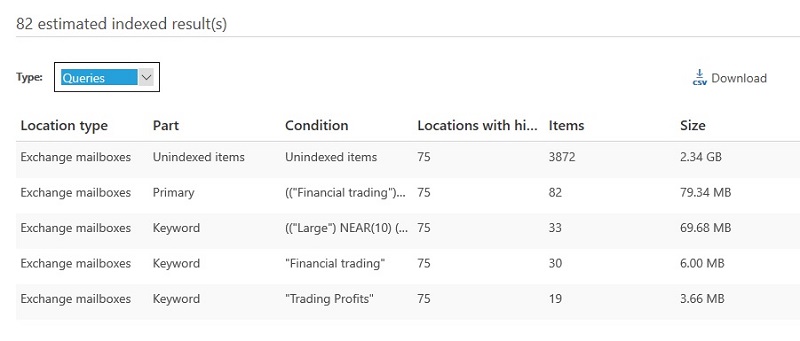 82 estimated indexed result(s)
Type: Queries CSV Download
Location type Part Condition Locations with hi... Items Size
Exchange mailboxes Unindexed items Unindexed items 75 3872 2.34 GB
Exchange mailboxes Primary (("Financial trading")... 75 82 79.34 MB
Exchange mailboxes Keyword (("Large") NEAR(10) (... 75 33 69.68 MB
Exchange mailboxes Keyword "Financial trading" 75 30 6.00 MB
Exchange mailboxes Keyword "Trading Profits" 75 19 3.66 MB